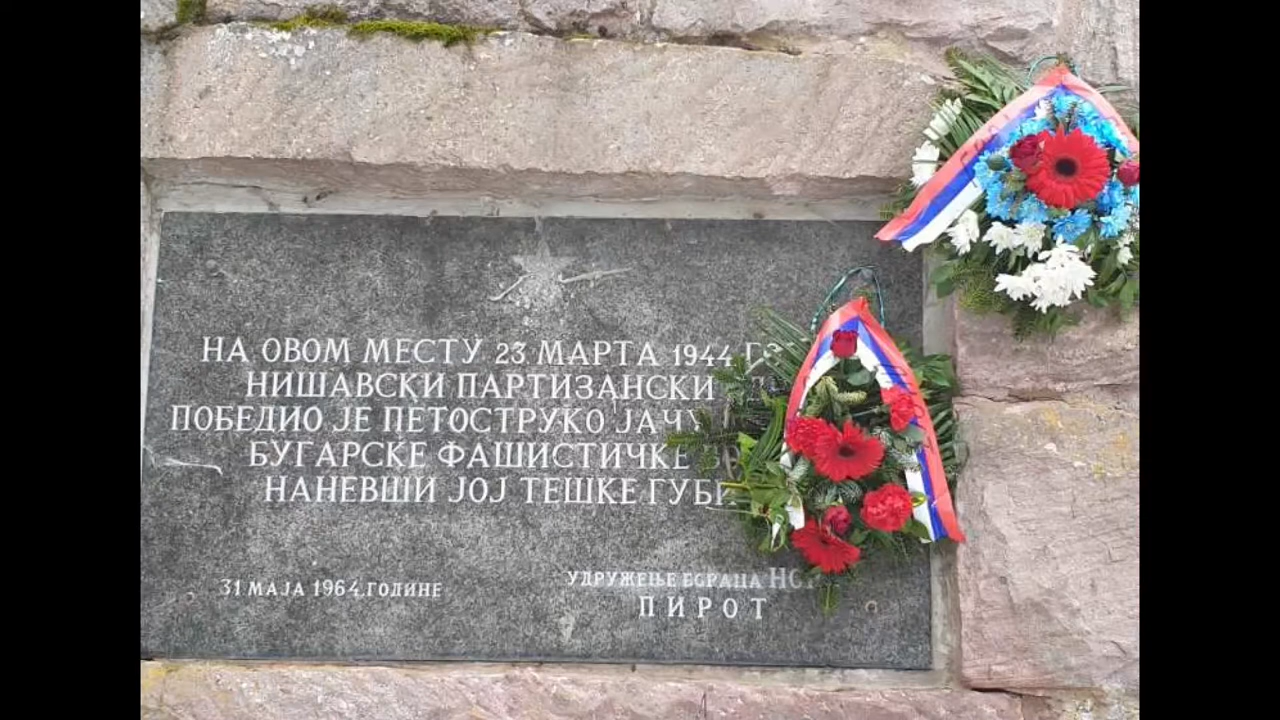 НА ОВОМ МЕСТУ 23 МАРТА 1944
НИШАВСКИ ПАРТИЗАНСКИ
ПОБЕДИО ЈЕ ПЕТОСТРУКО
БУГАРСКЕ ФАШИСТИЧКЕ
НАНЕВШИ ЈОЈ ТЕШКЕ
31 МАЈА 1964.ГОДИНЕ
УДРУЖЕЊЕ БОРАЦА
ПИРОТ